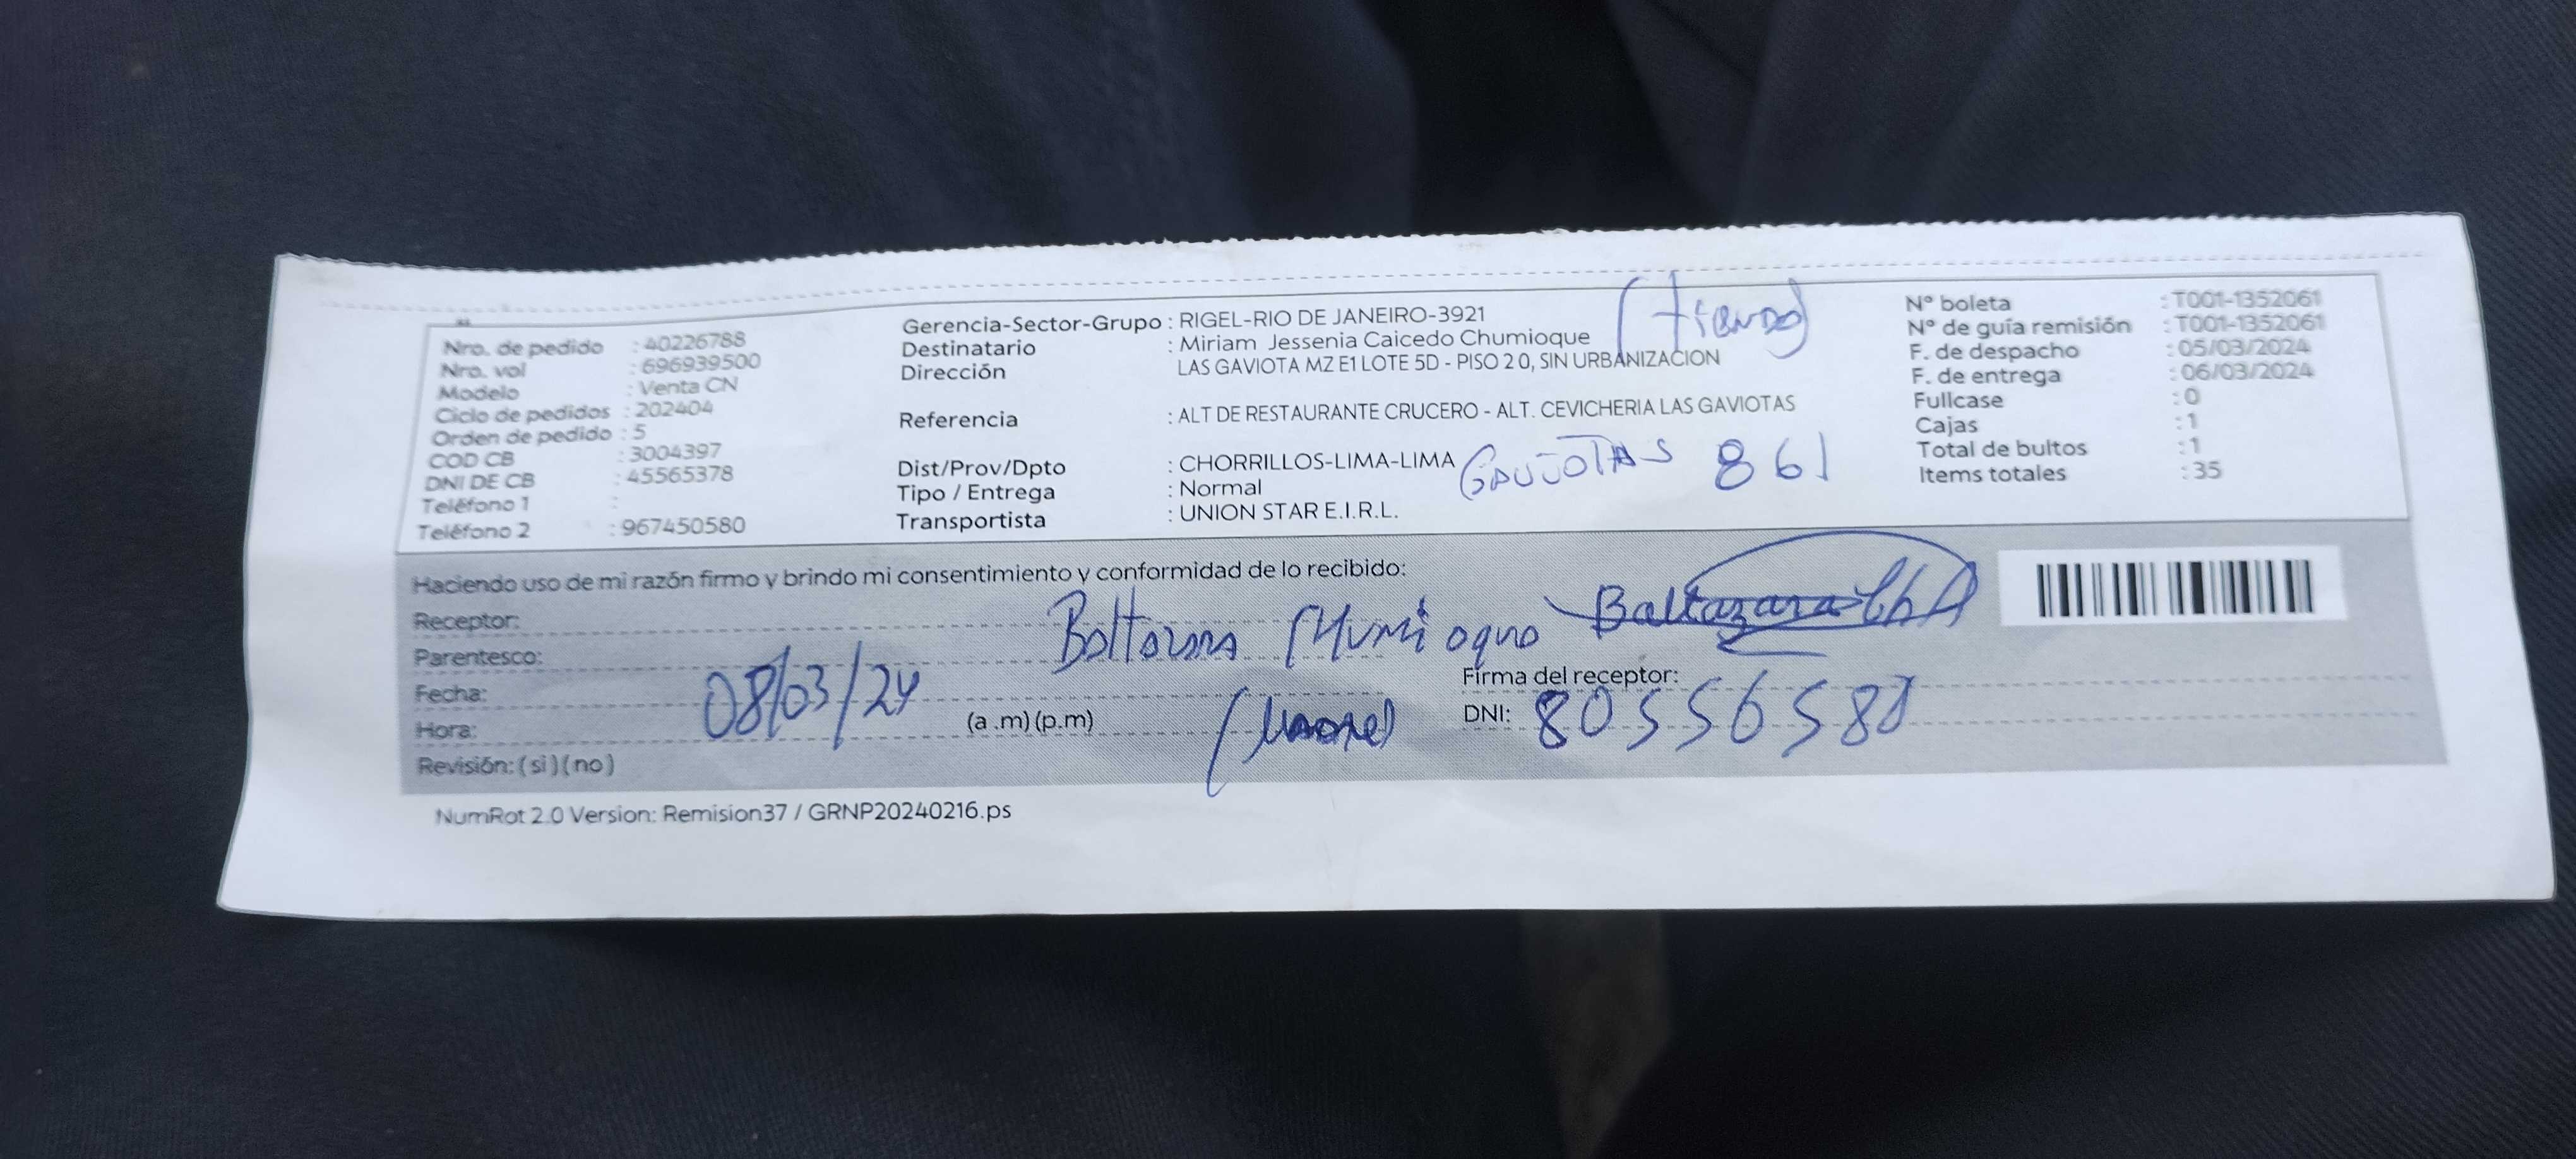 Nro. de pedido : 40226788
Nro. vol : 696939500
Modelo : Venta CN
Ciclo de pedidos : 202404
Orden de pedido : 5
COD CB : 3004397
DNI DE CB : 45565378
Teléfono 1 :
Teléfono 2 : 967450580
Gerencia-Sector-Grupo : RIGEL-RIO DE JANEIRO-3921
Destinatario : Miriam Jessenia Caicedo Chumioque
(tienda)
Dirección : LAS GAVIOTA MZ E1 LOTE 5D - PISO 2 0, SIN URBANIZACION
Referencia : ALT DE RESTAURANTE CRUCERO - ALT. CEVICHERIA LAS GAVIOTAS
Dist/Prov/Dpto : CHORRILLOS-LIMA-LIMA
GAVIOTAS 861
Tipo / Entrega : Normal
Transportista : UNION STAR E.I.R.L.
Nº boleta : T001-1352061
Nº de guía remisión : T001-1352061
F. de despacho : 05/03/2024
F. de entrega : 06/03/2024
Fullcase : 0
Cajas : 1
Total de bultos : 1
Items totales : 35
Haciendo uso de mi razón firmo y brindo mi consentimiento y conformidad de lo recibido:
Receptor:
Baltazara Chumioque
Baltazara Ch A
Parentesco:
Firma del receptor:
Fecha: 08/03/24
Hora: (a .m) (p.m)
DNI:
Revisión: ( si ) ( no )
NumRot 2.0 Version: Remision37 / GRNP20240216.ps